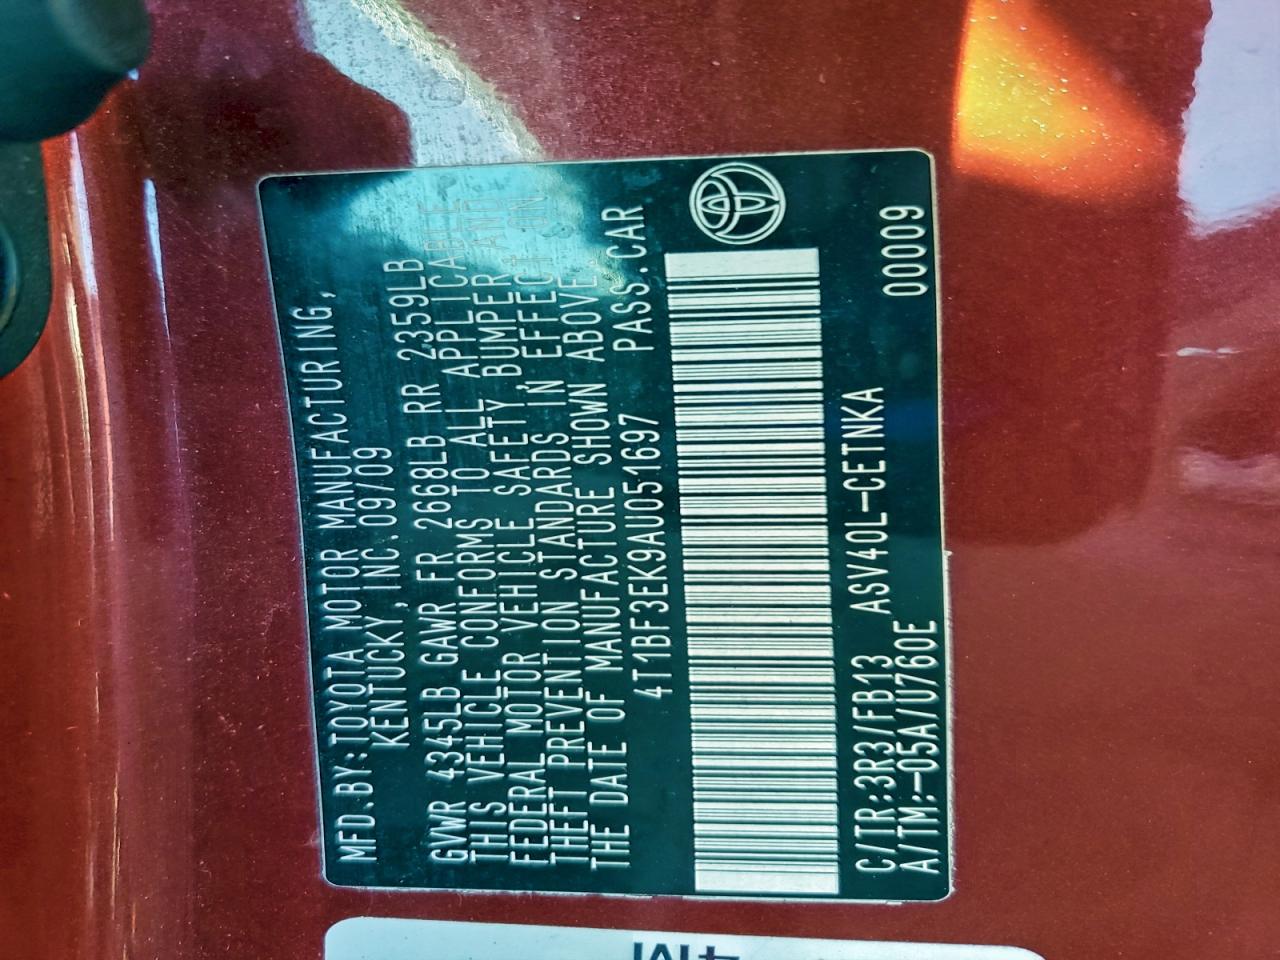 MFD.BY:TOYOTA MOTOR MANUFACTURING,
KENTUCKY, INC. 09/09
GVWR 4345LB GAWR FR 2668LB RR 2359LB
THIS VEHICLE CONFORMS TO ALL APPLICABLE
FEDERAL MOTOR VEHICLE SAFETY, BUMPER AND
THEFT PREVENTION STANDARDS IN EFFECT ON
THE DATE OF MANUFACTURE SHOWN ABOVE.
4T1BF3EK9AU051697 PASS.CAR
C/TR:3R3/FB13 ASV40L-CETNKA 00009
A/TM:-05A/U760E